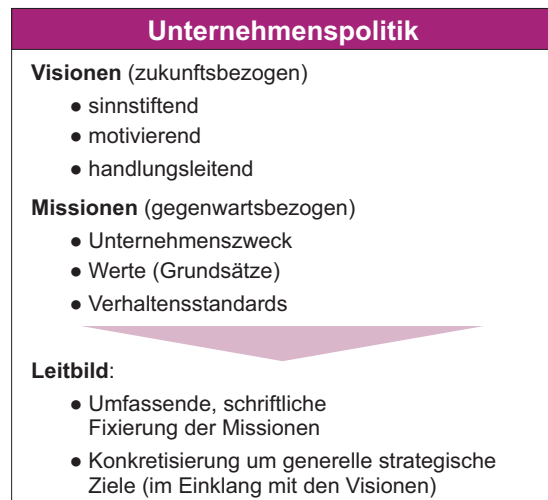 Unternehmenspolitik
Visionen (zukunftsbezogen)
● sinnstiftend
● motivierend
● handlungsleitend
Missionen (gegenwartsbezogen)
● Unternehmenszweck
● Werte (Grundsätze)
● Verhaltensstandards
Leitbild:
● Umfassende, schriftliche
Fixierung der Missionen
● Konkretisierung um generelle strategische
Ziele (im Einklang mit den Visionen)